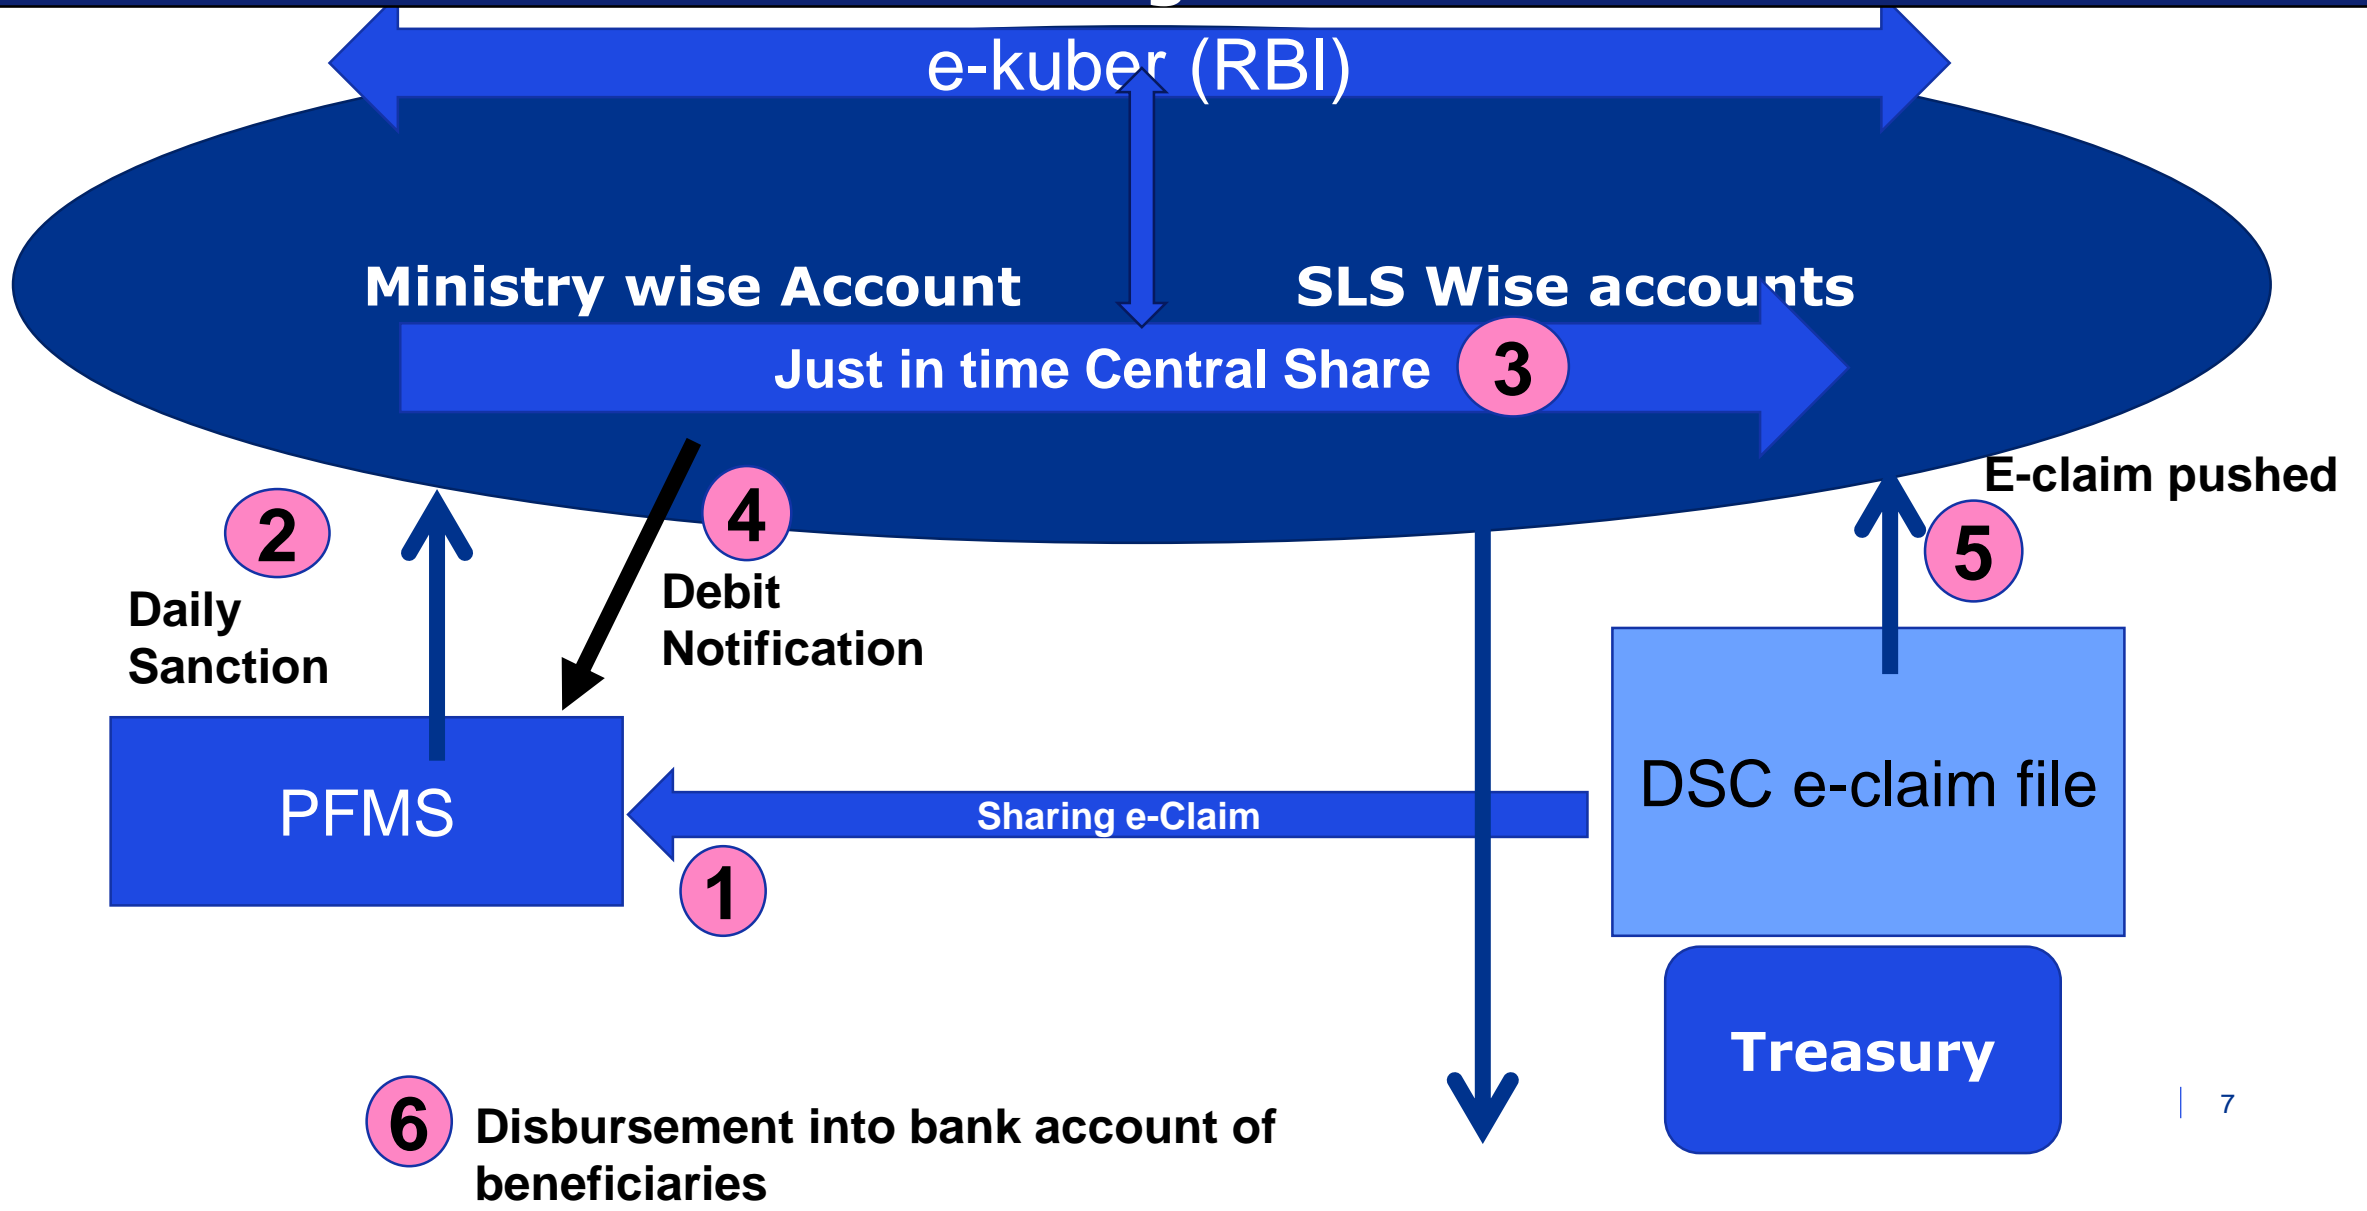 e-kuber (RBI)
Ministry wise Account
SLS Wise accounts
Just in time Central Share
3
E-claim pushed
2
4
5
Daily
Sanction
Debit
Notification
PFMS
Sharing e-Claim
DSC e-claim file
1
Treasury
7
6
Disbursement into bank account of
beneficiaries